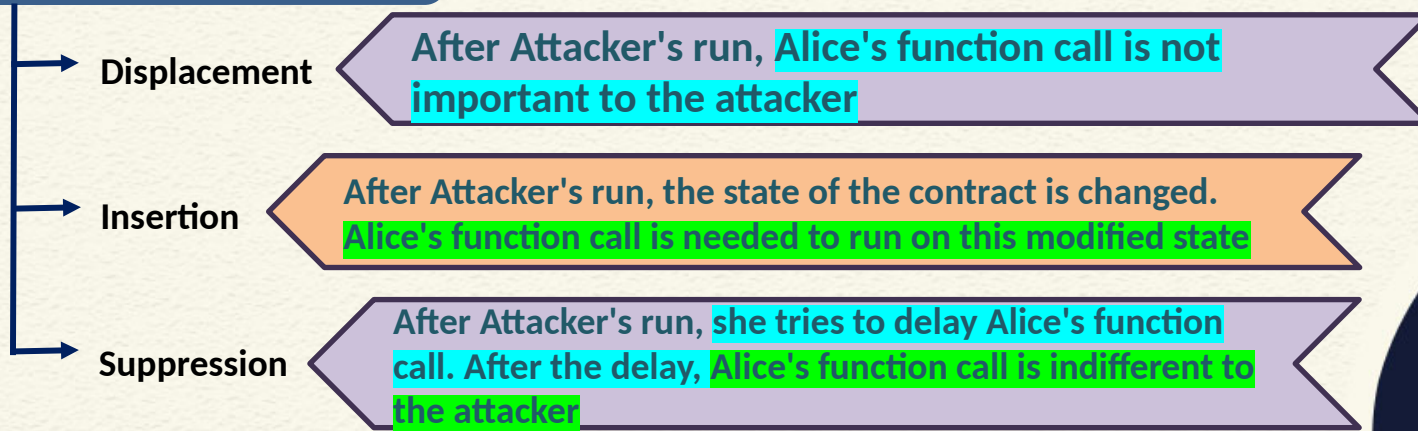 Displacement
After Attacker's run, Alice's function call is not
important to the attacker
Insertion
After Attacker's run, the state of the contract is changed.
Alice's function call is needed to run on this modified state
Suppression
After Attacker's run, she tries to delay Alice's function
call. After the delay, Alice's function call is indifferent to
the attacker